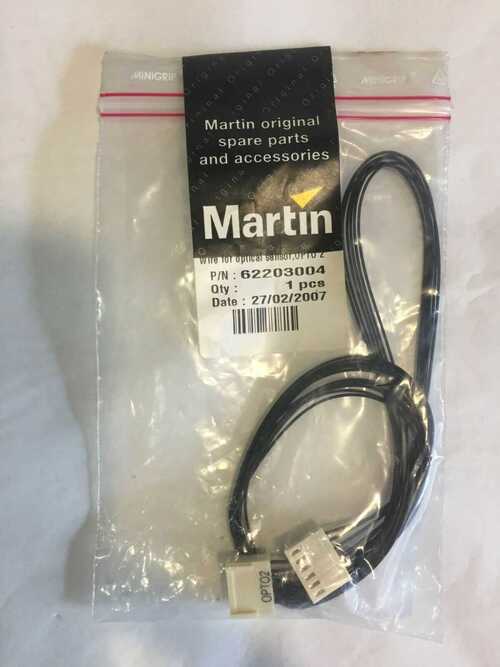 MINIGRIP
MINIGRIP
Original
Martin original
spare parts
and accessories
Martin
Wire for optical sensor,OPTO 2
P/N : 62203004
Qty : 1 pcs
Date : 27/02/2007
OPTO2